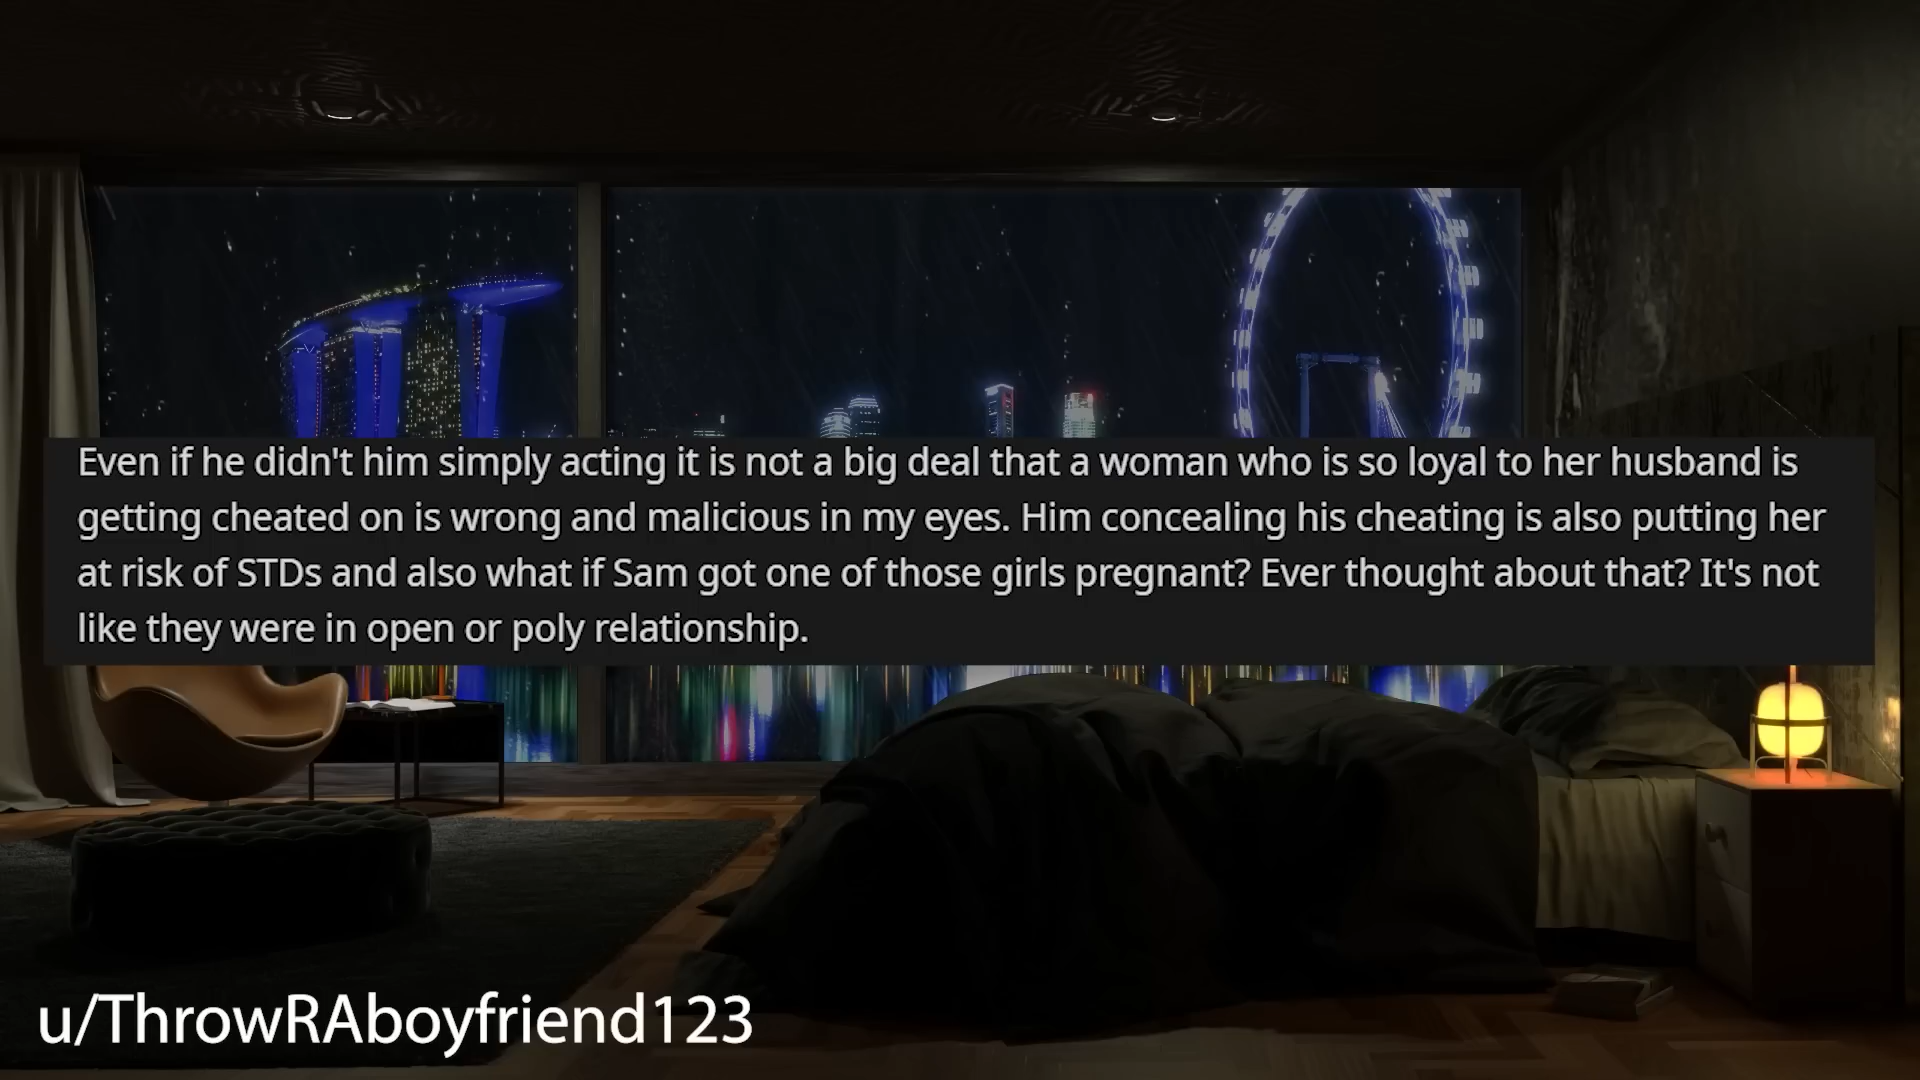 Even if he didn't him simply acting it is not a big deal that a woman who is so loyal to her husband is
getting cheated on is wrong and malicious in my eyes. Him concealing his cheating is also putting her
at risk of STDs and also what if Sam got one of those girls pregnant? Ever thought about that? It's not
like they were in open or poly relationship.
u/ThrowRAboyfriend123